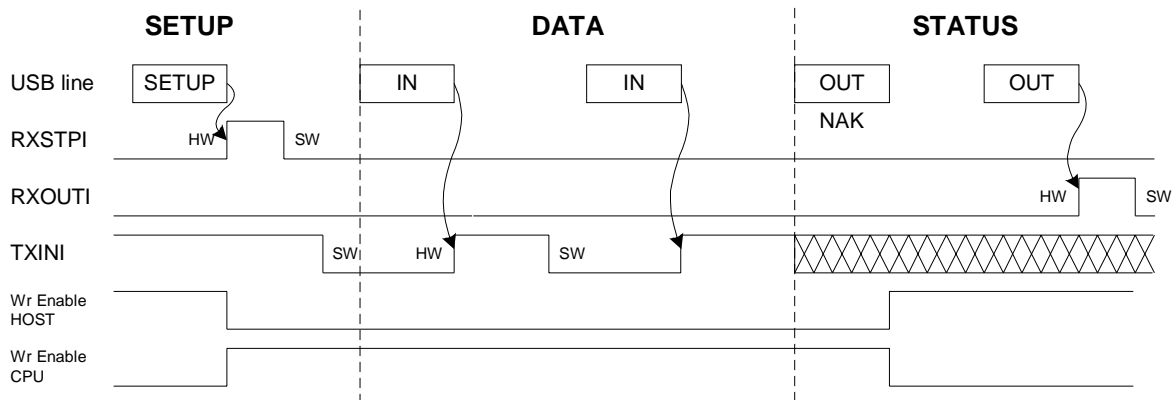 SETUP DATA STATUS
USB line SETUP IN IN OUT OUT
NAK
RXSTPI HW SW
RXOUTI HW SW
TXINI SW HW SW
Wr Enable
HOST
Wr Enable
CPU